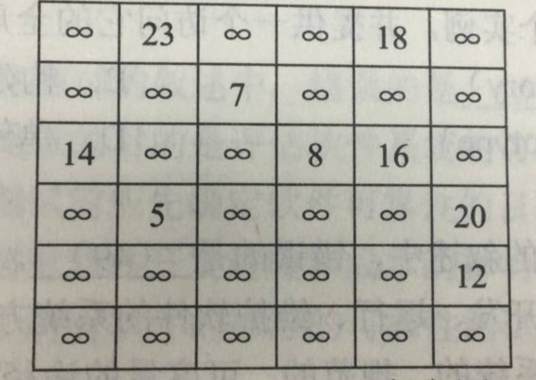 ∞ 23 ∞ ∞ 18 ∞
∞ ∞ 7 ∞ ∞ ∞
14 ∞ ∞ 8 16 ∞
∞ 5 ∞ ∞ ∞ 20
∞ ∞ ∞ ∞ ∞ 12
∞ ∞ ∞ ∞ ∞ ∞